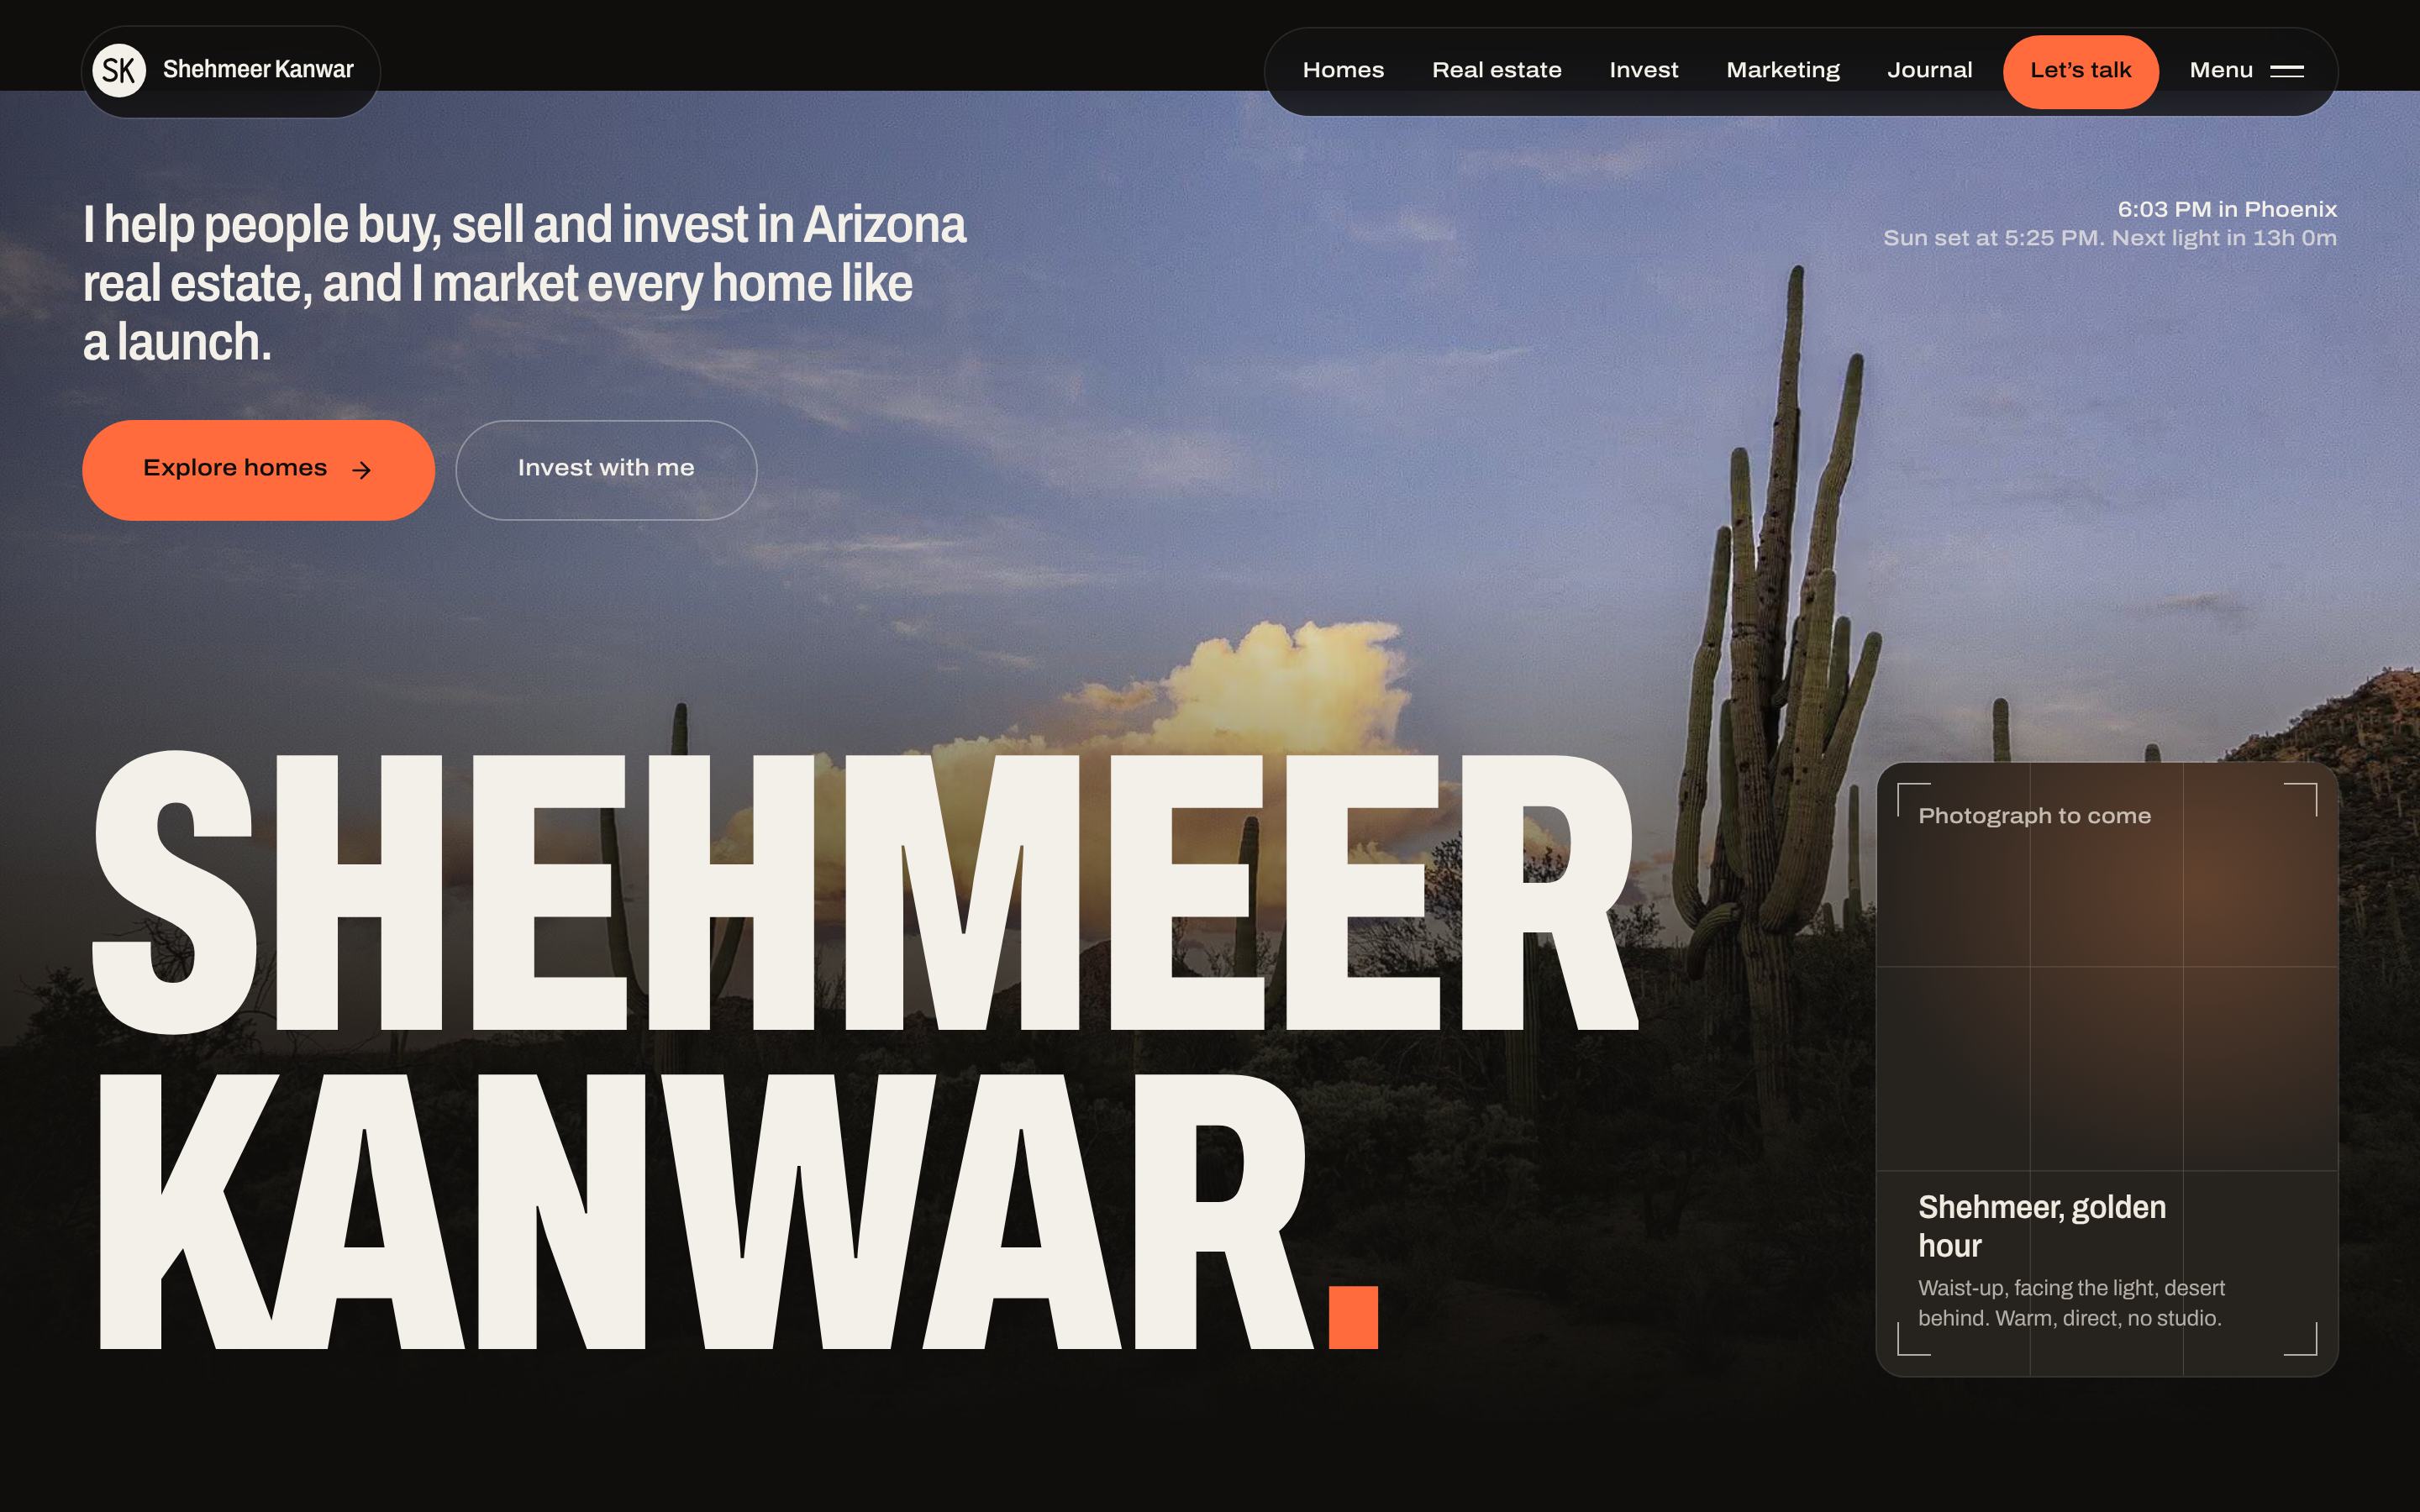 SK Shehmeer Kanwar
Homes Real estate Invest Marketing Journal Let’s talk Menu
I help people buy, sell and invest in Arizona
real estate, and I market every home like
a launch.
6:03 PM in Phoenix
Sun set at 5:25 PM. Next light in 13h 0m
Explore homes →
Invest with me
SHEHMEER
KANWAR.
Photograph to come
Shehmeer, golden
hour
Waist-up, facing the light, desert
behind. Warm, direct, no studio.